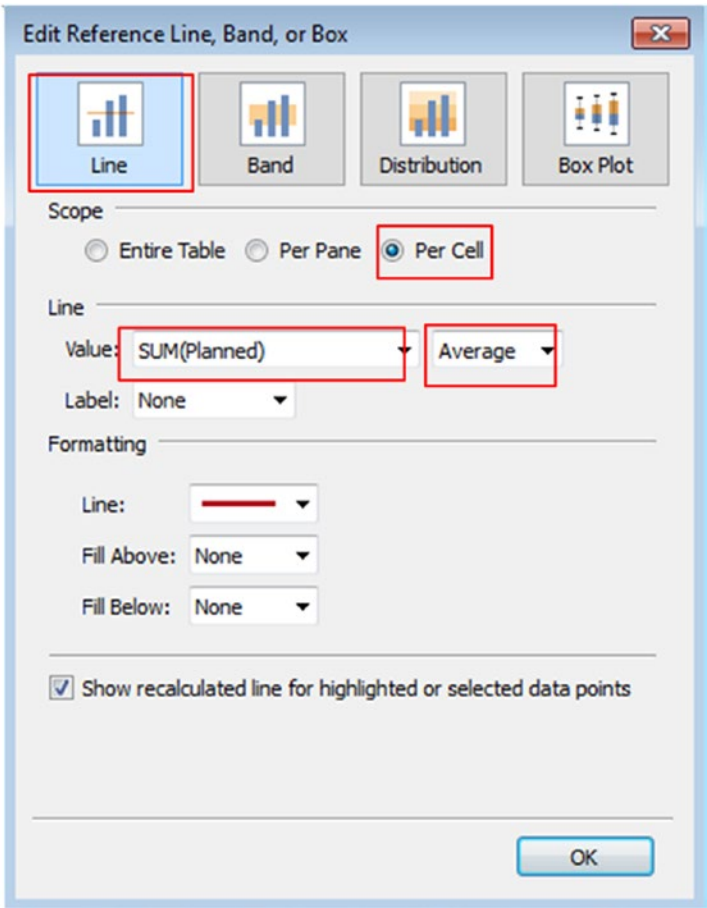 Edit Reference Line, Band, or Box
Line Band Distribution Box Plot
Scope
Entire Table Per Pane Per Cell
Line
Value: SUM(Planned) Average
Label: None
Formatting
Line:
Fill Above: None
Fill Below: None
Show recalculated line for highlighted or selected data points
OK